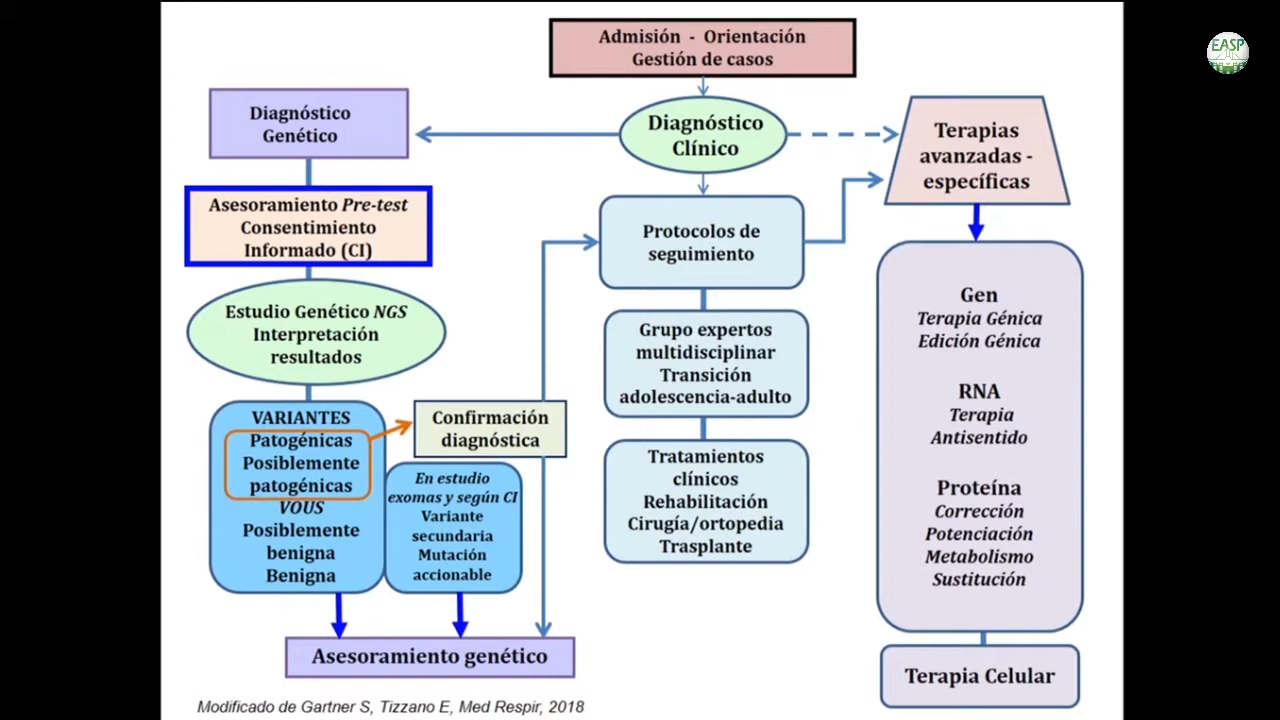 Admisión - Orientación
Gestión de casos
EASP
Diagnóstico
Genético
Diagnóstico
Clínico
Terapias
avanzadas -
específicas
Asesoramiento Pre-test
Consentimiento
Informado (CI)
Protocolos de
seguimiento
Estudio Genético NGS
Interpretación
resultados
Grupo expertos
multidisciplinar
Transición
adolescencia-adulto
Gen
Terapia Génica
Edición Génica
RNA
Terapia
Antisentido
Proteína
Corrección
Potenciación
Metabolismo
Sustitución
VARIANTES
Patogénicas
Posiblemente
patogénicas
VOUS
Posiblemente
benigna
Benigna
Confirmación
diagnóstica
En estudio
exomas y según CI
Variante
secundaria
Mutación
accionable
Tratamientos
clínicos
Rehabilitación
Cirugía/ortopedia
Trasplante
Asesoramiento genético
Terapia Celular
Modificado de Gartner S, Tizzano E, Med Respir, 2018